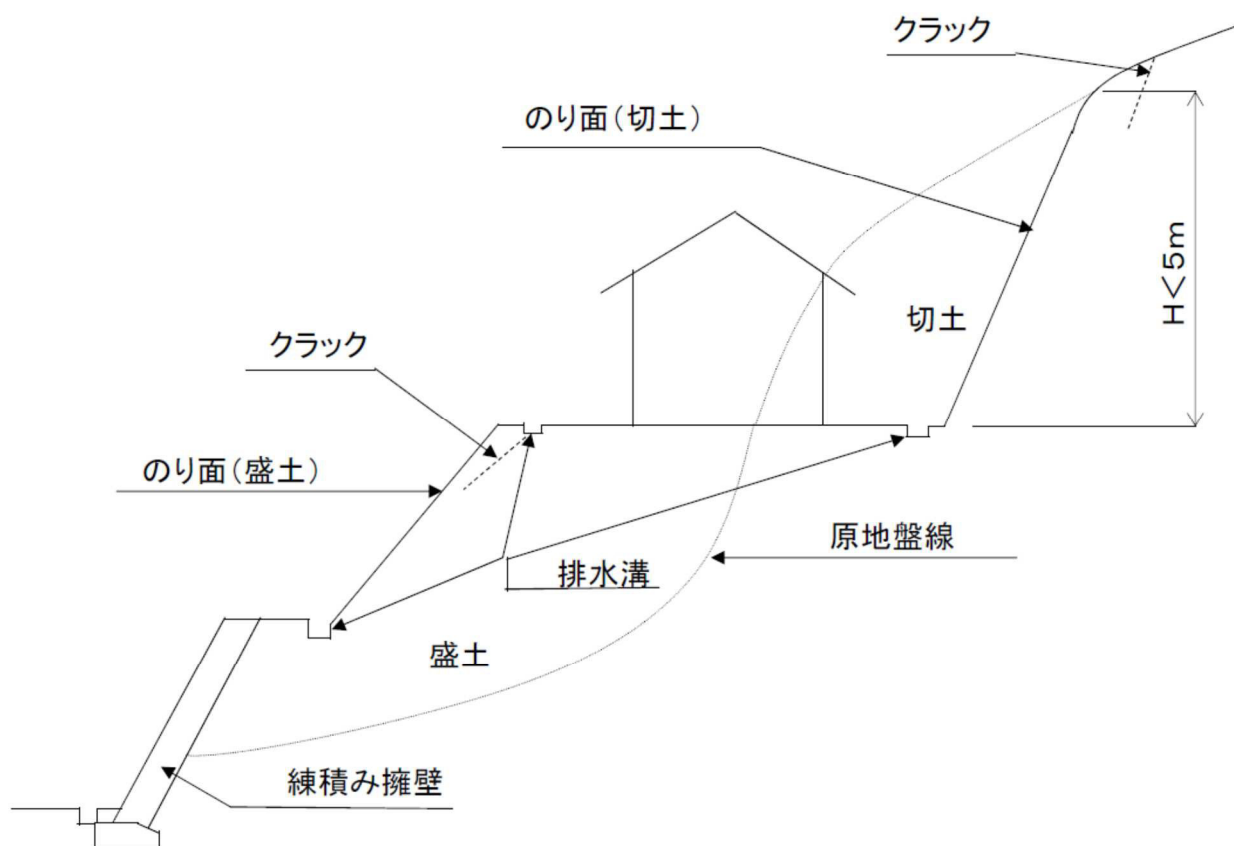 クラック
のり面(切土)
H<5m
切土
クラック
のり面(盛土)
原地盤線
排水溝
盛土
練積み擁壁